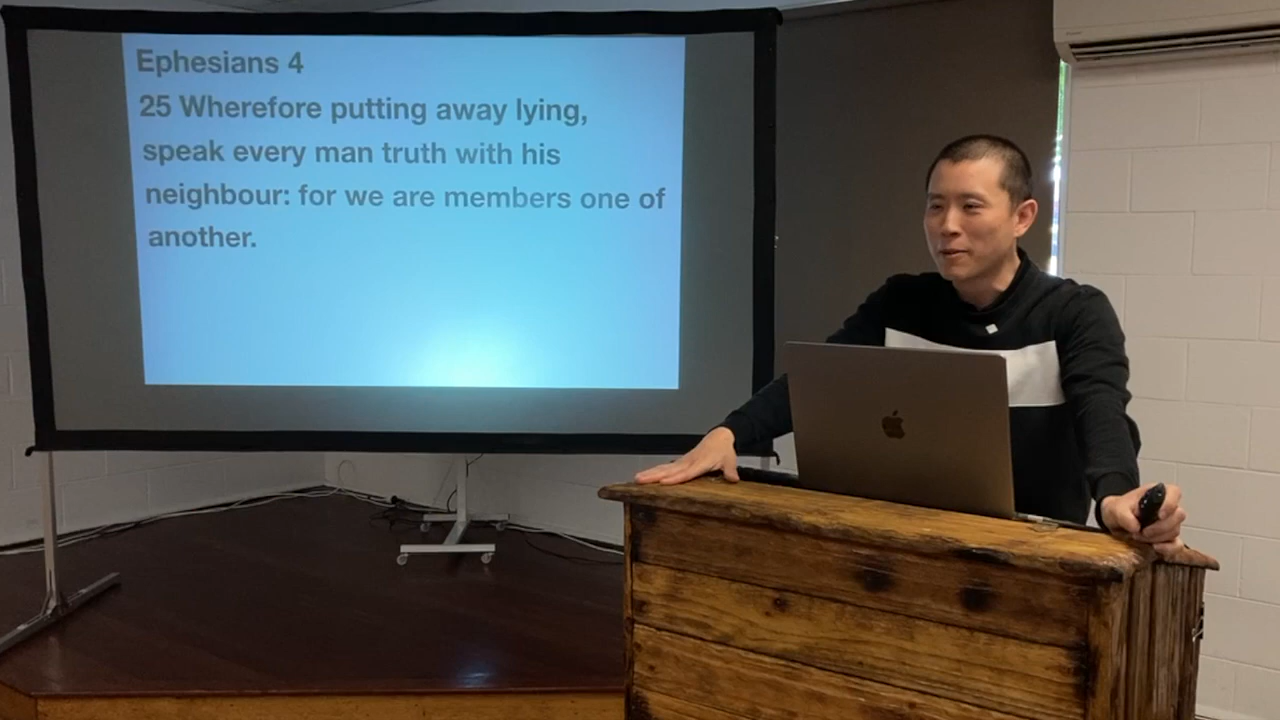 Ephesians 4
25 Wherefore putting away lying,
speak every man truth with his
neighbour: for we are members one of
another.